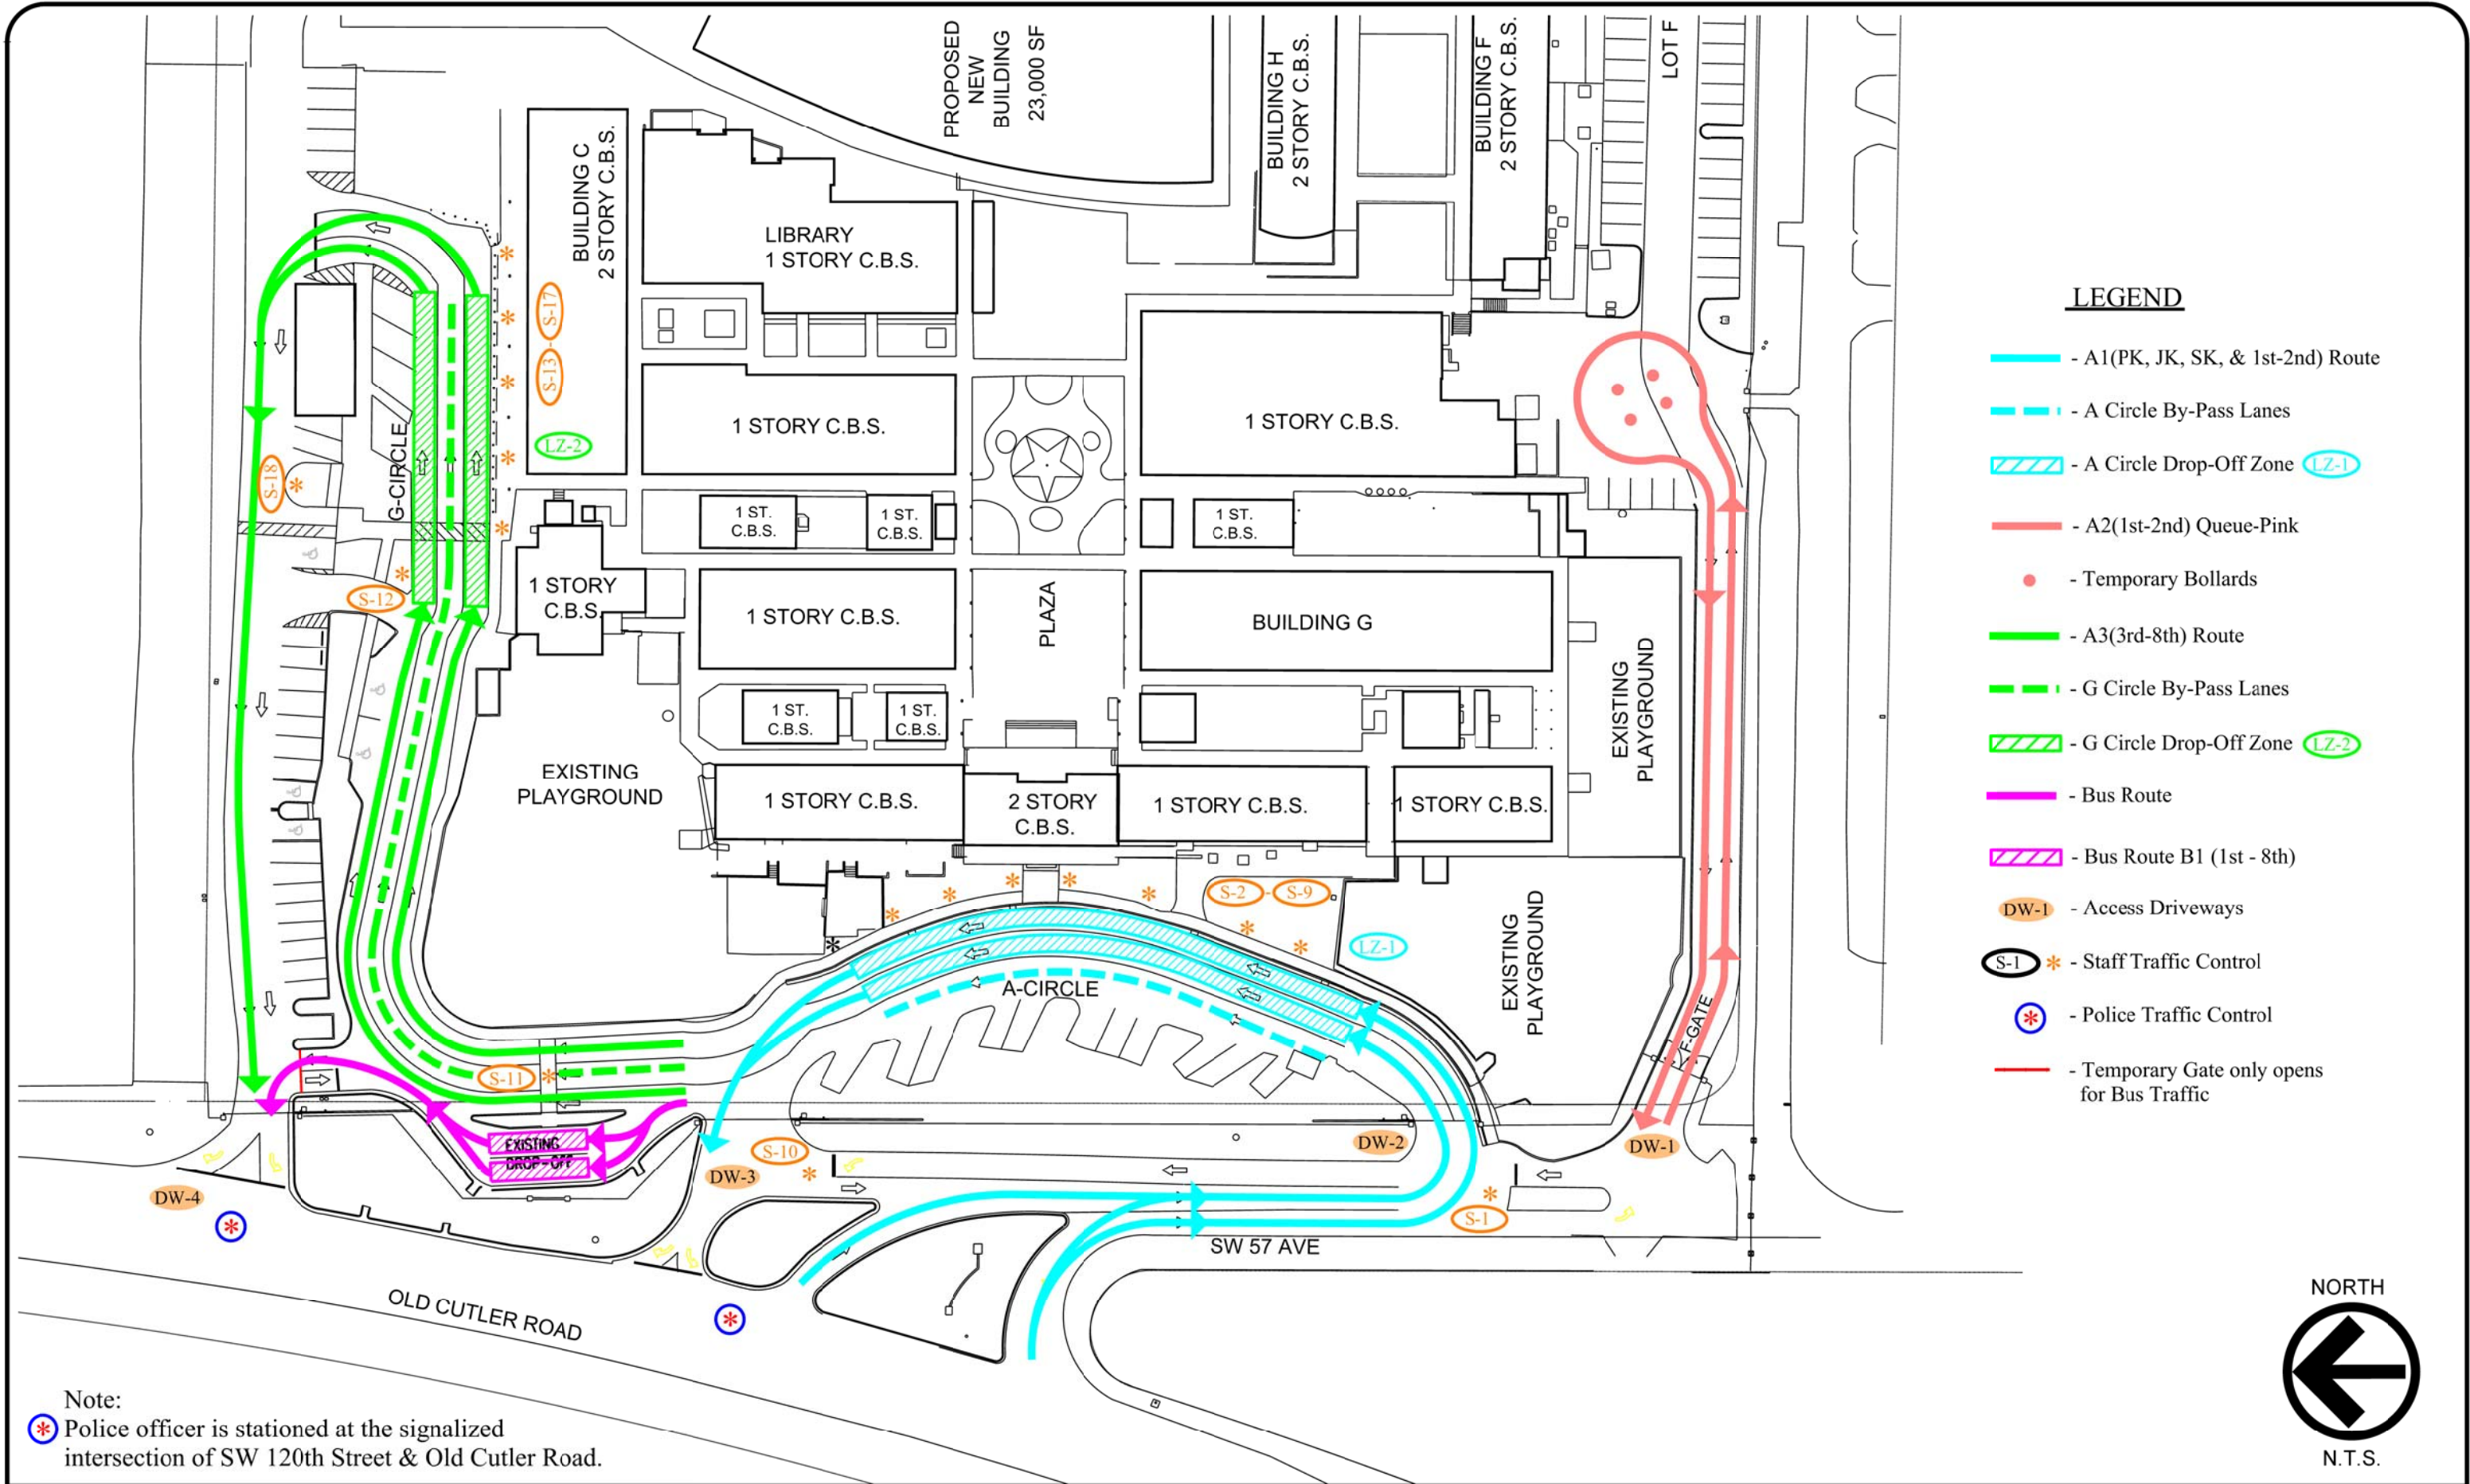 PROPOSED
NEW
BUILDING
23,000 SF
BUILDING H
2 STORY C.B.S.
BUILDING F
2 STORY C.B.S.
LOT F
BUILDING C
2 STORY C.B.S.
LIBRARY
1 STORY C.B.S.
S-17
S-13
LZ-2
S-18
G-CIRCLE
S-12
1 STORY C.B.S.
1 STORY C.B.S.
1 ST.
C.B.S.
1 ST.
C.B.S.
1 ST.
C.B.S.
1 STORY
C.B.S.
1 STORY C.B.S.
PLAZA
BUILDING G
EXISTING
PLAYGROUND
1 ST.
C.B.S.
1 ST.
C.B.S.
EXISTING
PLAYGROUND
1 STORY C.B.S.
2 STORY
C.B.S.
1 STORY C.B.S.
1 STORY C.B.S.
S-2 - S-9
LZ-1
EXISTING
PLAYGROUND
A-CIRCLE
F-GATE
S-11
EXISTING
DROP-OFF
S-10
DW-2
DW-1
DW-3
DW-4
S-1
SW 57 AVE
OLD CUTLER ROAD
LEGEND
- A1(PK, JK, SK, & 1st-2nd) Route
- A Circle By-Pass Lanes
- A Circle Drop-Off Zone LZ-1
- A2(1st-2nd) Queue-Pink
- Temporary Bollards
- A3(3rd-8th) Route
- G Circle By-Pass Lanes
- G Circle Drop-Off Zone LZ-2
- Bus Route
- Bus Route B1 (1st - 8th)
DW-1 - Access Driveways
S-1 * - Staff Traffic Control
* - Police Traffic Control
- Temporary Gate only opens
for Bus Traffic
NORTH
N.T.S.
Note:
* Police officer is stationed at the signalized
intersection of SW 120th Street & Old Cutler Road.